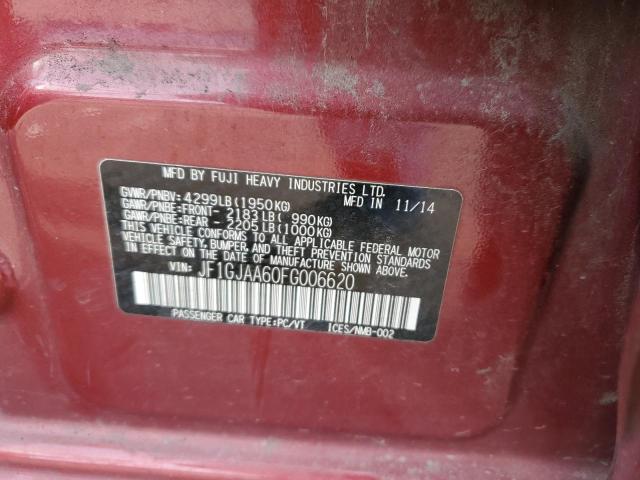 MFD BY FUJI HEAVY INDUSTRIES LTD.
GVWR/PNBV: 4299LB(1950KG) MFD IN 11/14
GAWR/PNBE:FRONT- 2183LB( 990KG)
GAWR/PNBE:REAR - 2205LB(1000KG)
THIS VEHICLE CONFORMS TO ALL APPLICABLE FEDERAL MOTOR
VEHICLE SAFETY, BUMPER, AND THEFT PREVENTION STANDARDS
IN EFFECT ON THE DATE OF MANUFACTURE SHOWN ABOVE.
VIN: JF1GJAA60FG006620
PASSENGER CAR TYPE:PC/VT ICES/NMB-002